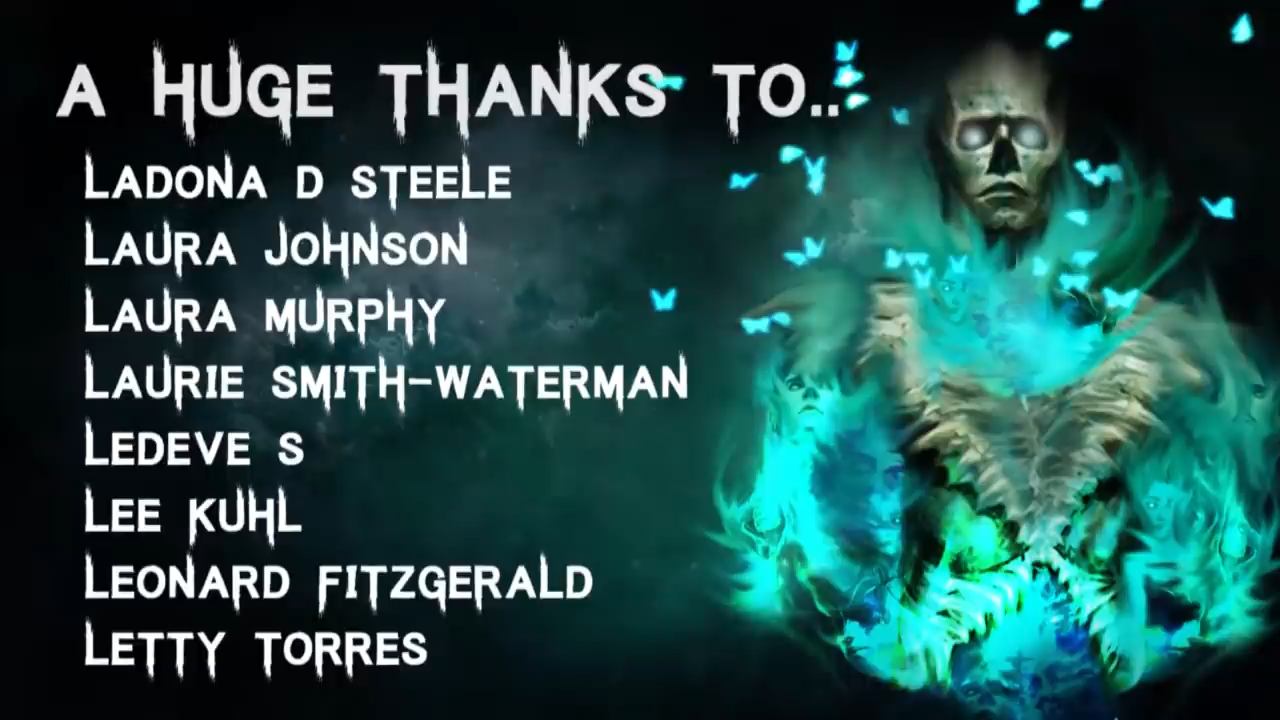 A HUGE THANKS TO..
LADONA D STEELE
LAURA JOHNSON
LAURA MURPHY
LAURIE SMITH-WATERMAN
LEDEVE S
LEE KUHL
LEONARD FITZGERALD
LETTY TORRES